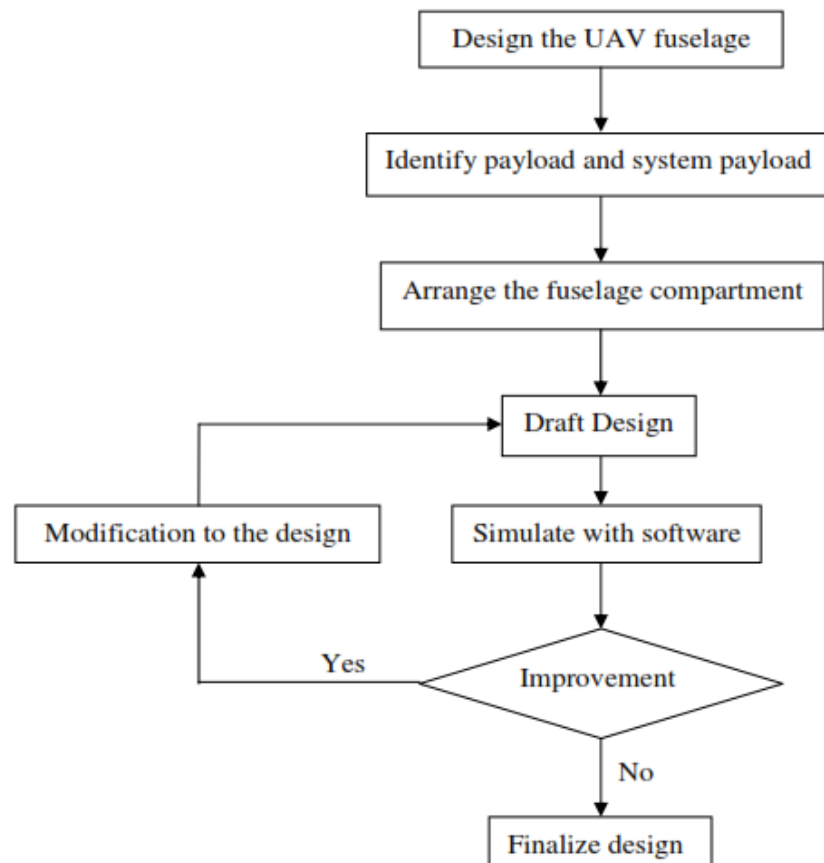 Design the UAV fuselage
Identify payload and system payload
Arrange the fuselage compartment
Draft Design
Modification to the design
Simulate with software
Yes
Improvement
No
Finalize design